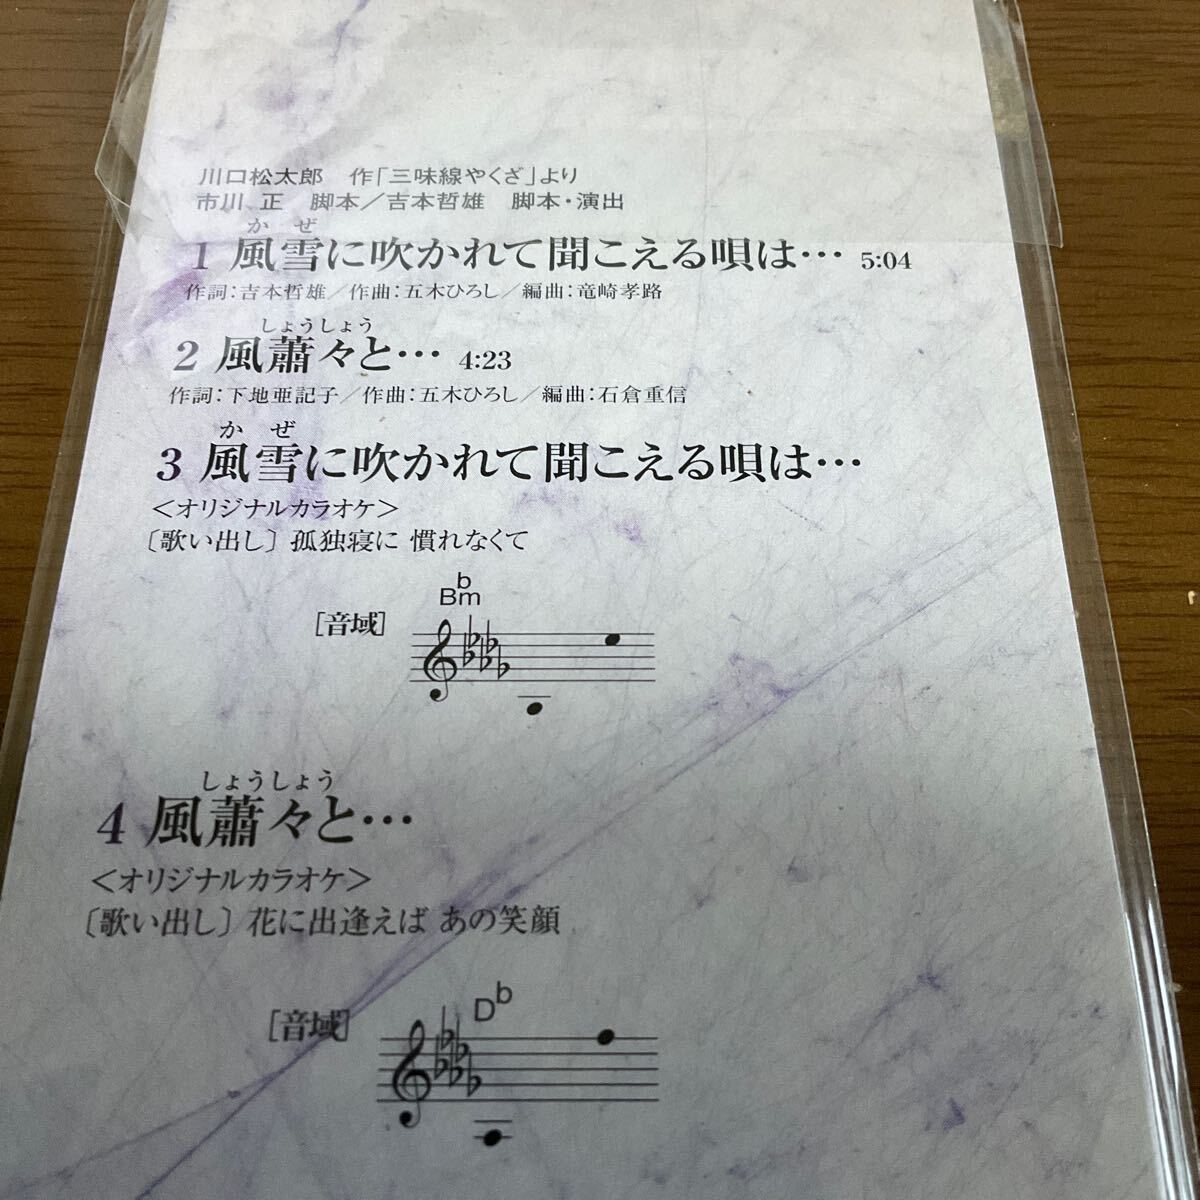 川口松太郎 作「三味線やくざ」より
市川 正 脚本／吉本哲雄 脚本・演出
かぜ
1 風雪に吹かれて聞こえる唄は… 5:04
作詞：吉本哲雄／作曲：五木ひろし／編曲：竜崎孝路
しょうしょう
2 風蕭々と… 4:23
作詞：下地亜記子／作曲：五木ひろし／編曲：石倉重信
かぜ
3 風雪に吹かれて聞こえる唄は…
＜オリジナルカラオケ＞
〔歌い出し〕孤独寝に 慣れなくて
B♭m
［音域］
しょうしょう
4 風蕭々と…
＜オリジナルカラオケ＞
〔歌い出し〕花に出逢えば あの笑顔
D♭
［音域］